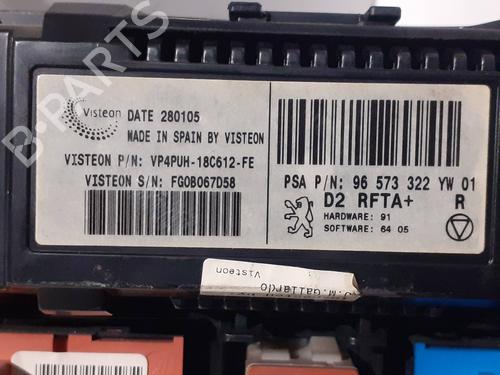 Visteon
DATE 280105
MADE IN SPAIN BY VISTEON
VISTEON P/N: VP4PUH-18C612-FE
VISTEON S/N: FG0B067D58
PSA P/N: 96 573 322 YW 01
D2 RFTA+ R
HARDWARE: 91
SOFTWARE: 64 05
J.M.Gallardo
Visteon
B-PARTS